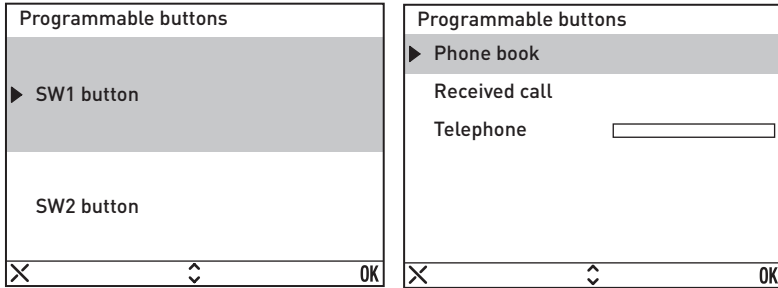 Programmable buttons
SW1 button
SW2 button
OK
Programmable buttons
Phone book
Received call
Telephone
OK